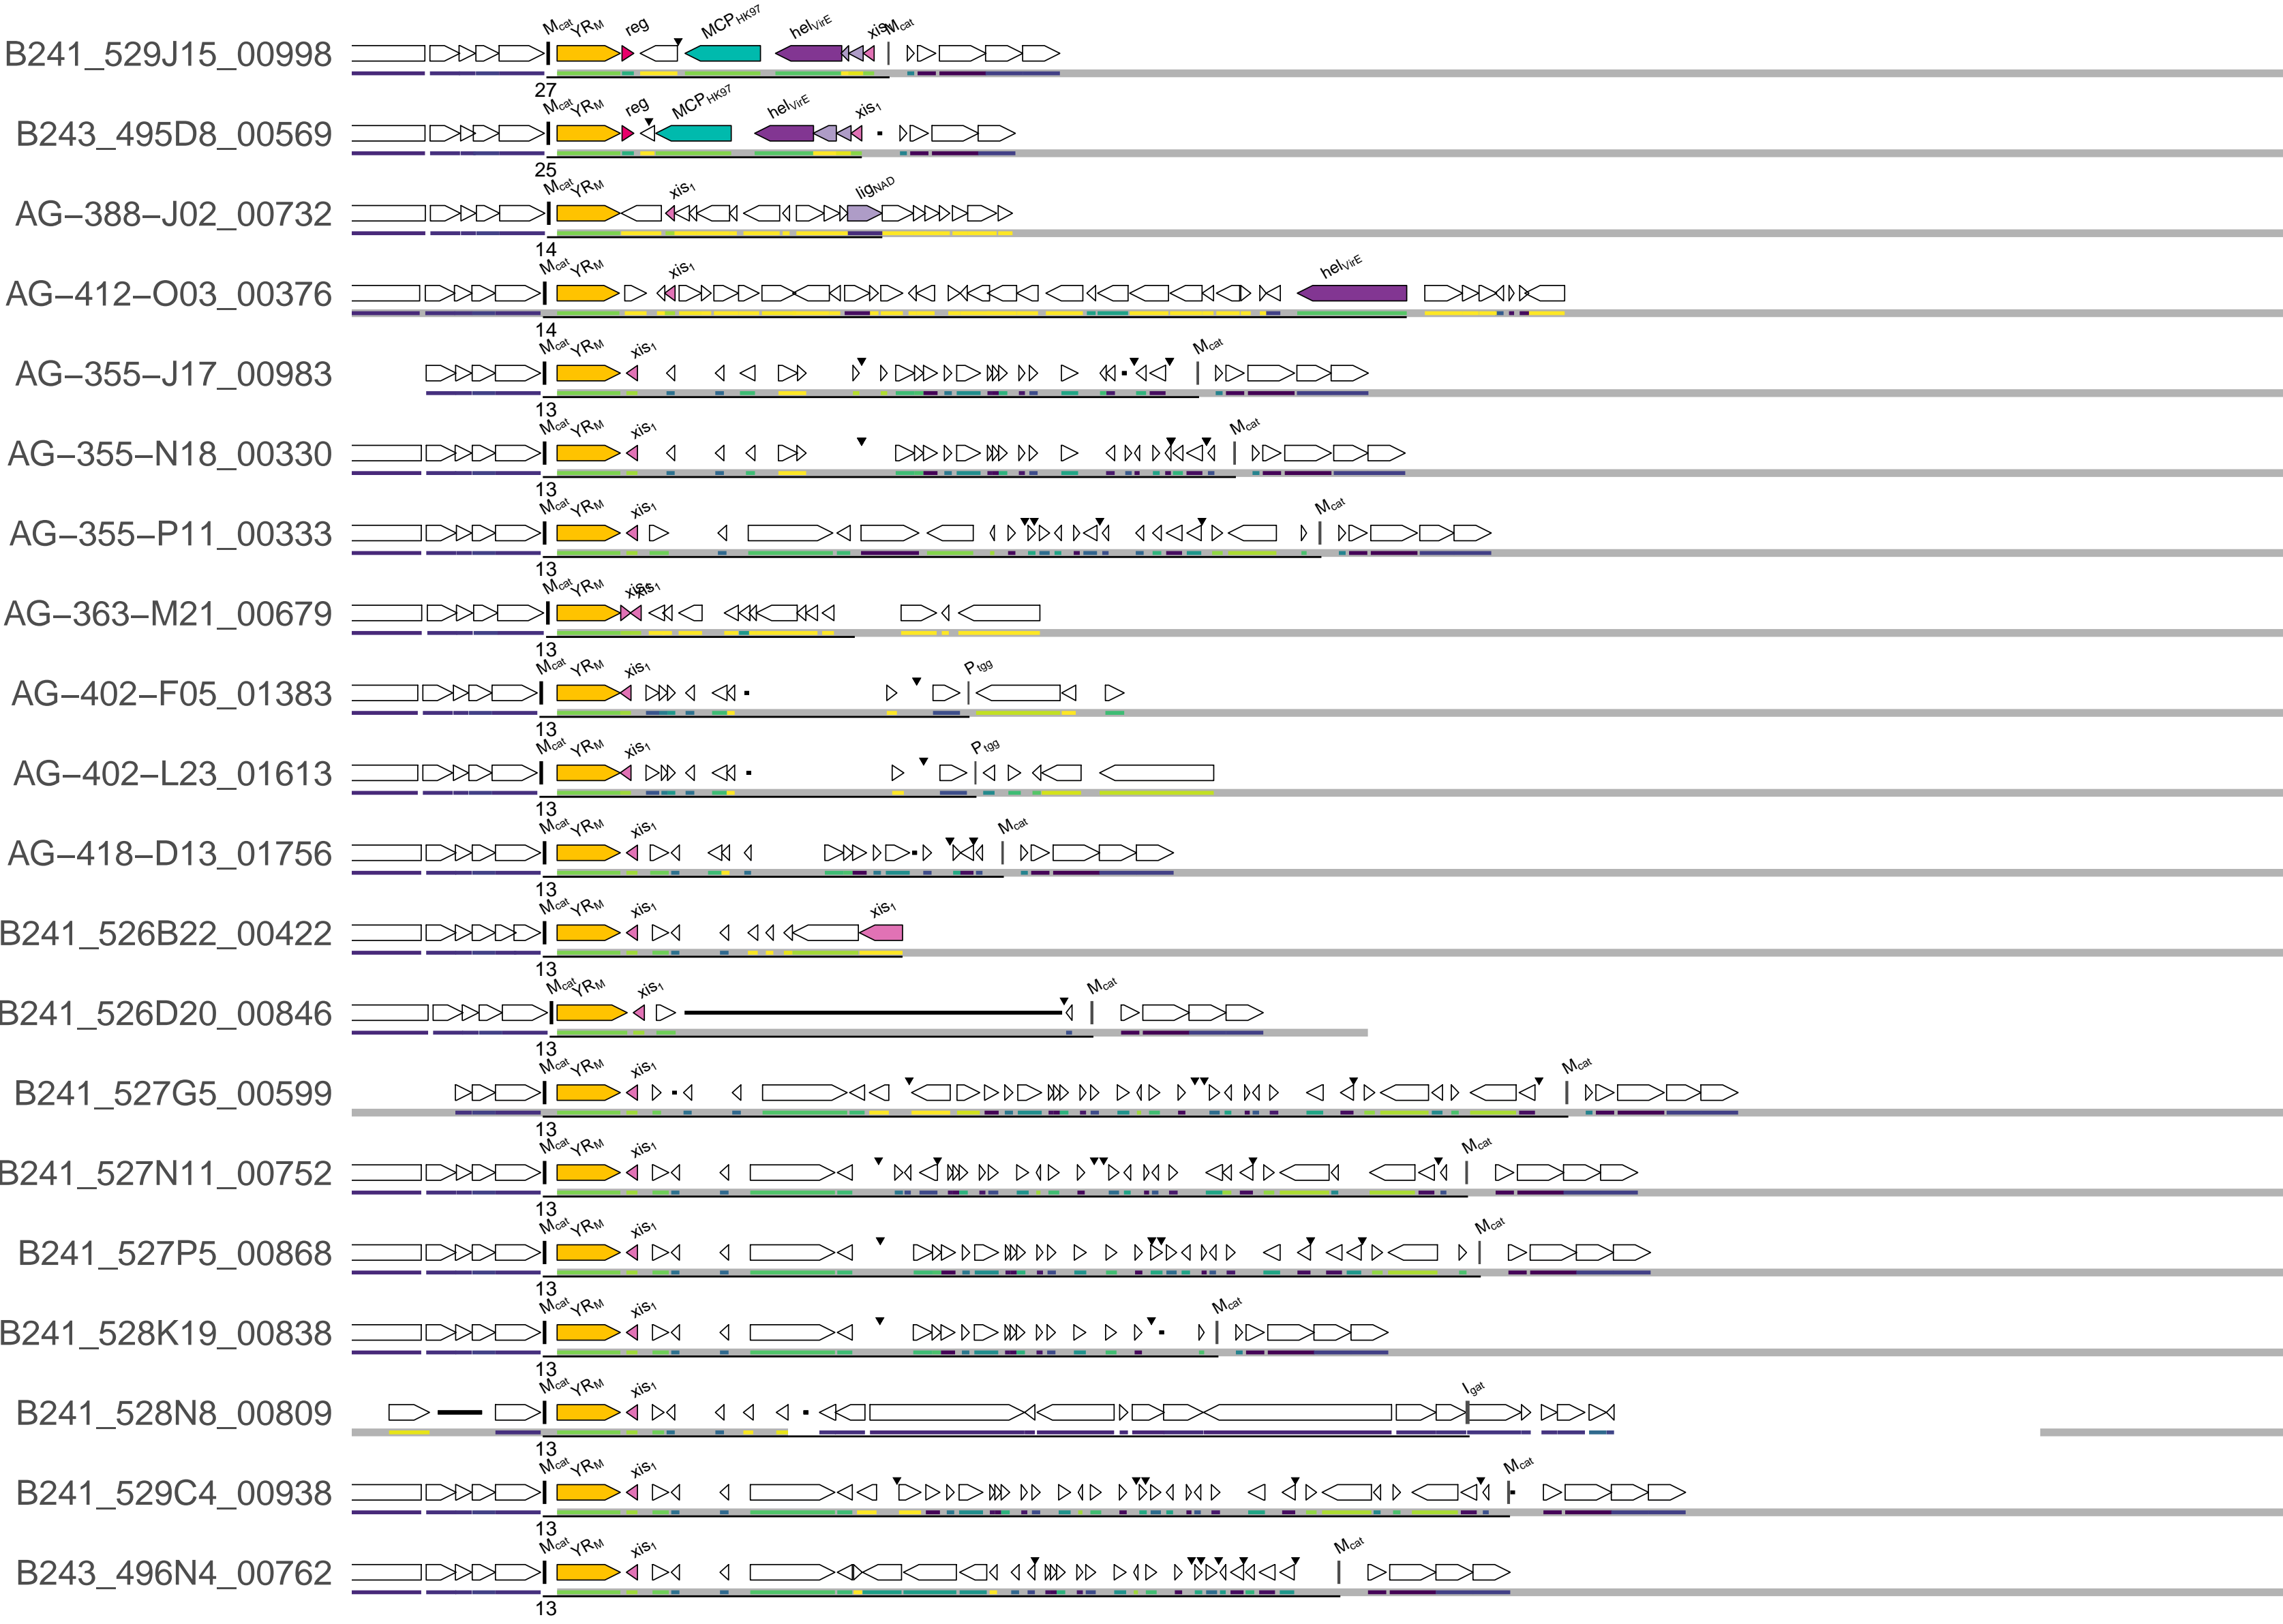 Mcat YRM reg MCPHK97 helVirE xis1 Mcat
B241_529J15_00998
27
Mcat YRM reg MCPHK97 helVirE xis1
B243_495D8_00569
25
Mcat YRM xis1 ligNAD
AG−388−J02_00732
14
Mcat YRM xis1 helVirE
AG−412−O03_00376
14
Mcat YRM xis1 Mcat
AG−355−J17_00983
13
Mcat YRM xis1 Mcat
AG−355−N18_00330
13
Mcat YRM xis1 Mcat
AG−355−P11_00333
13
Mcat YRM xis1 xis1
AG−363−M21_00679
13
Mcat YRM xis1 Ptgg
AG−402−F05_01383
13
Mcat YRM xis1 Ptgg
AG−402−L23_01613
13
Mcat YRM xis1 Mcat
AG−418−D13_01756
13
Mcat YRM xis1 xis1
B241_526B22_00422
13
Mcat YRM xis1 Mcat
B241_526D20_00846
13
Mcat YRM xis1 Mcat
B241_527G5_00599
13
Mcat YRM xis1 Mcat
B241_527N11_00752
13
Mcat YRM xis1 Mcat
B241_527P5_00868
13
Mcat YRM xis1 Mcat
B241_528K19_00838
13
Mcat YRM xis1 Igat
B241_528N8_00809
13
Mcat YRM xis1 Mcat
B241_529C4_00938
13
Mcat YRM xis1 Mcat
B243_496N4_00762
13